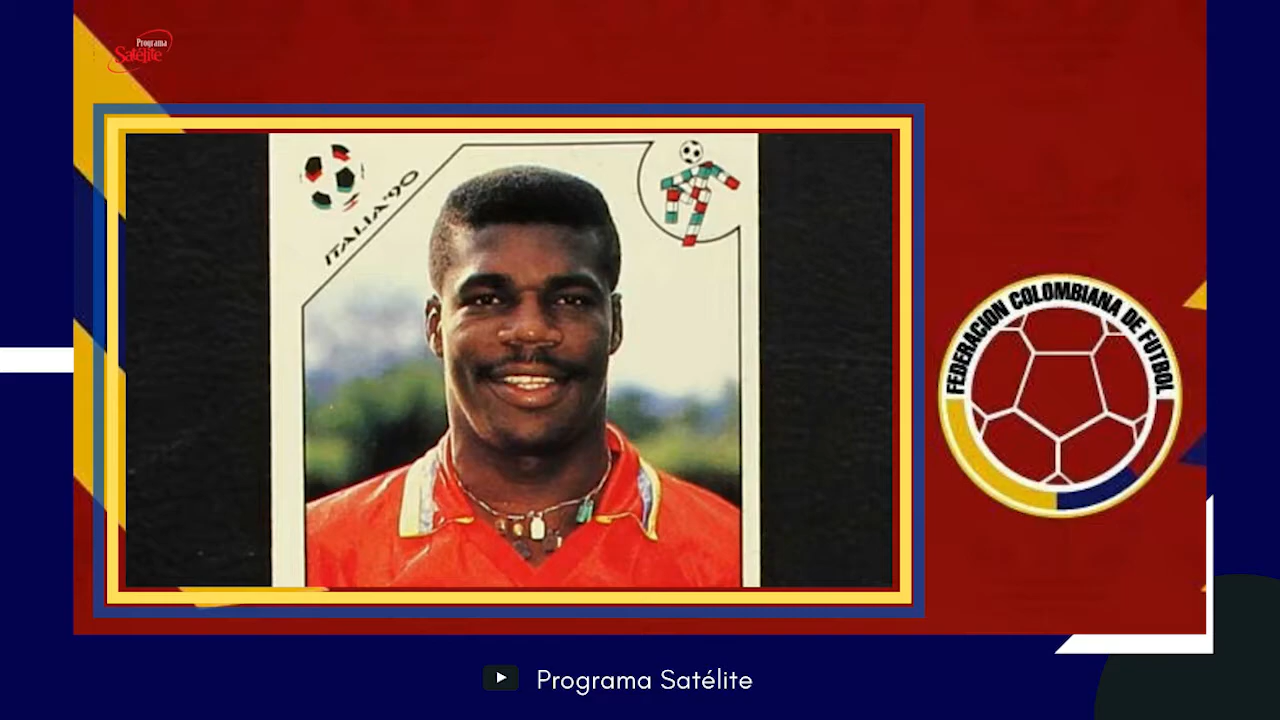 Programa
Satélite
ITALIA'90
FEDERACION COLOMBIANA DE FUTBOL
Programa Satélite